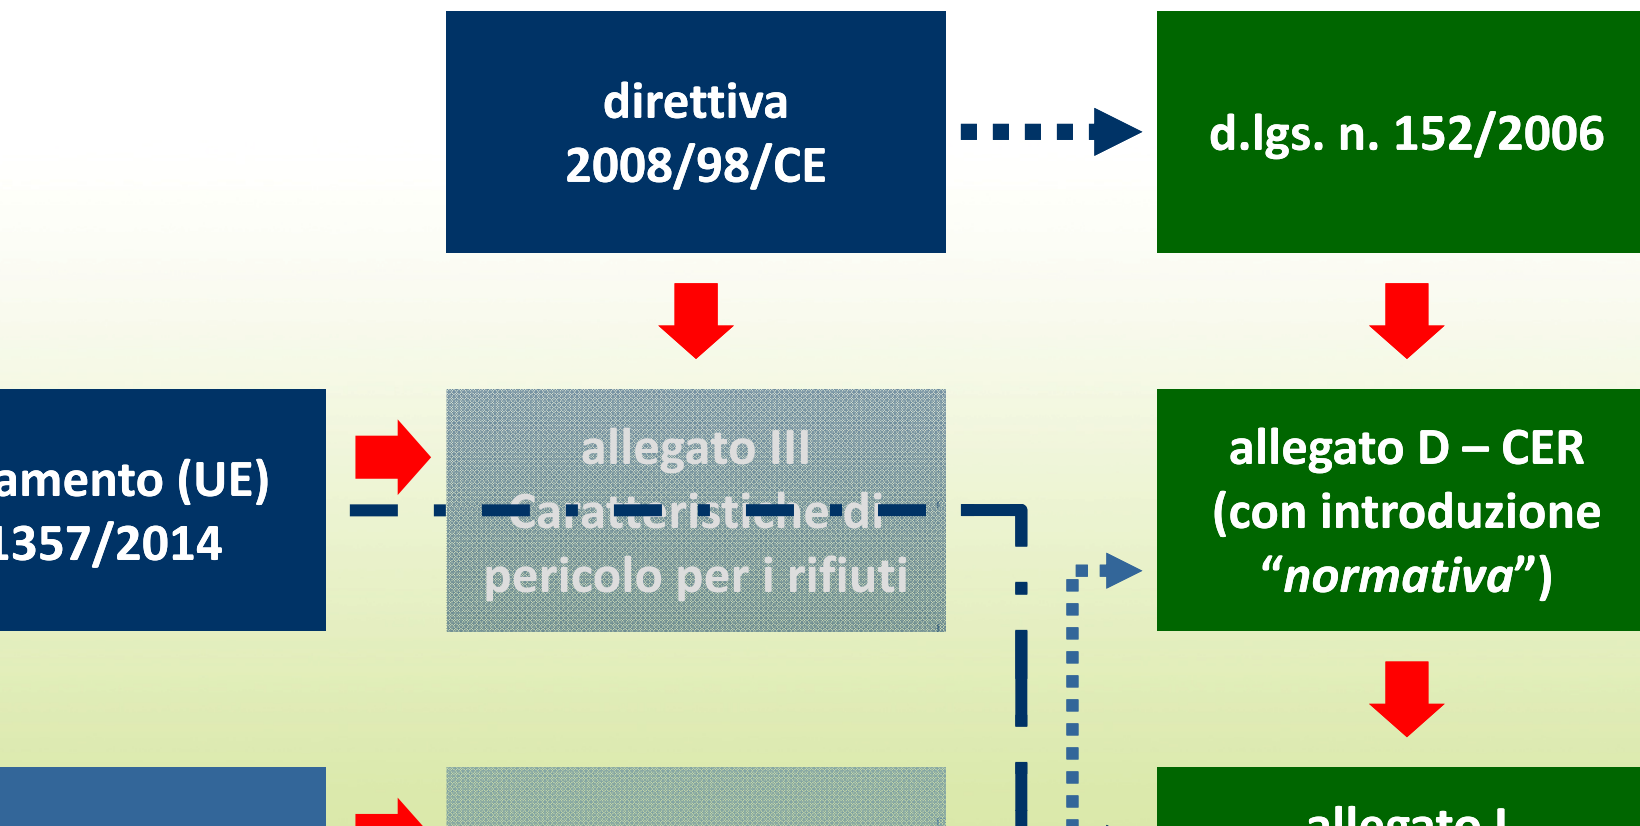 direttiva
2008/98/CE
d.lgs. n. 152/2006
amento (UE)
1357/2014
allegato III
Caratteristiche di
pericolo per i rifiuti
allegato D – CER
(con introduzione
“normativa”)
allegato I